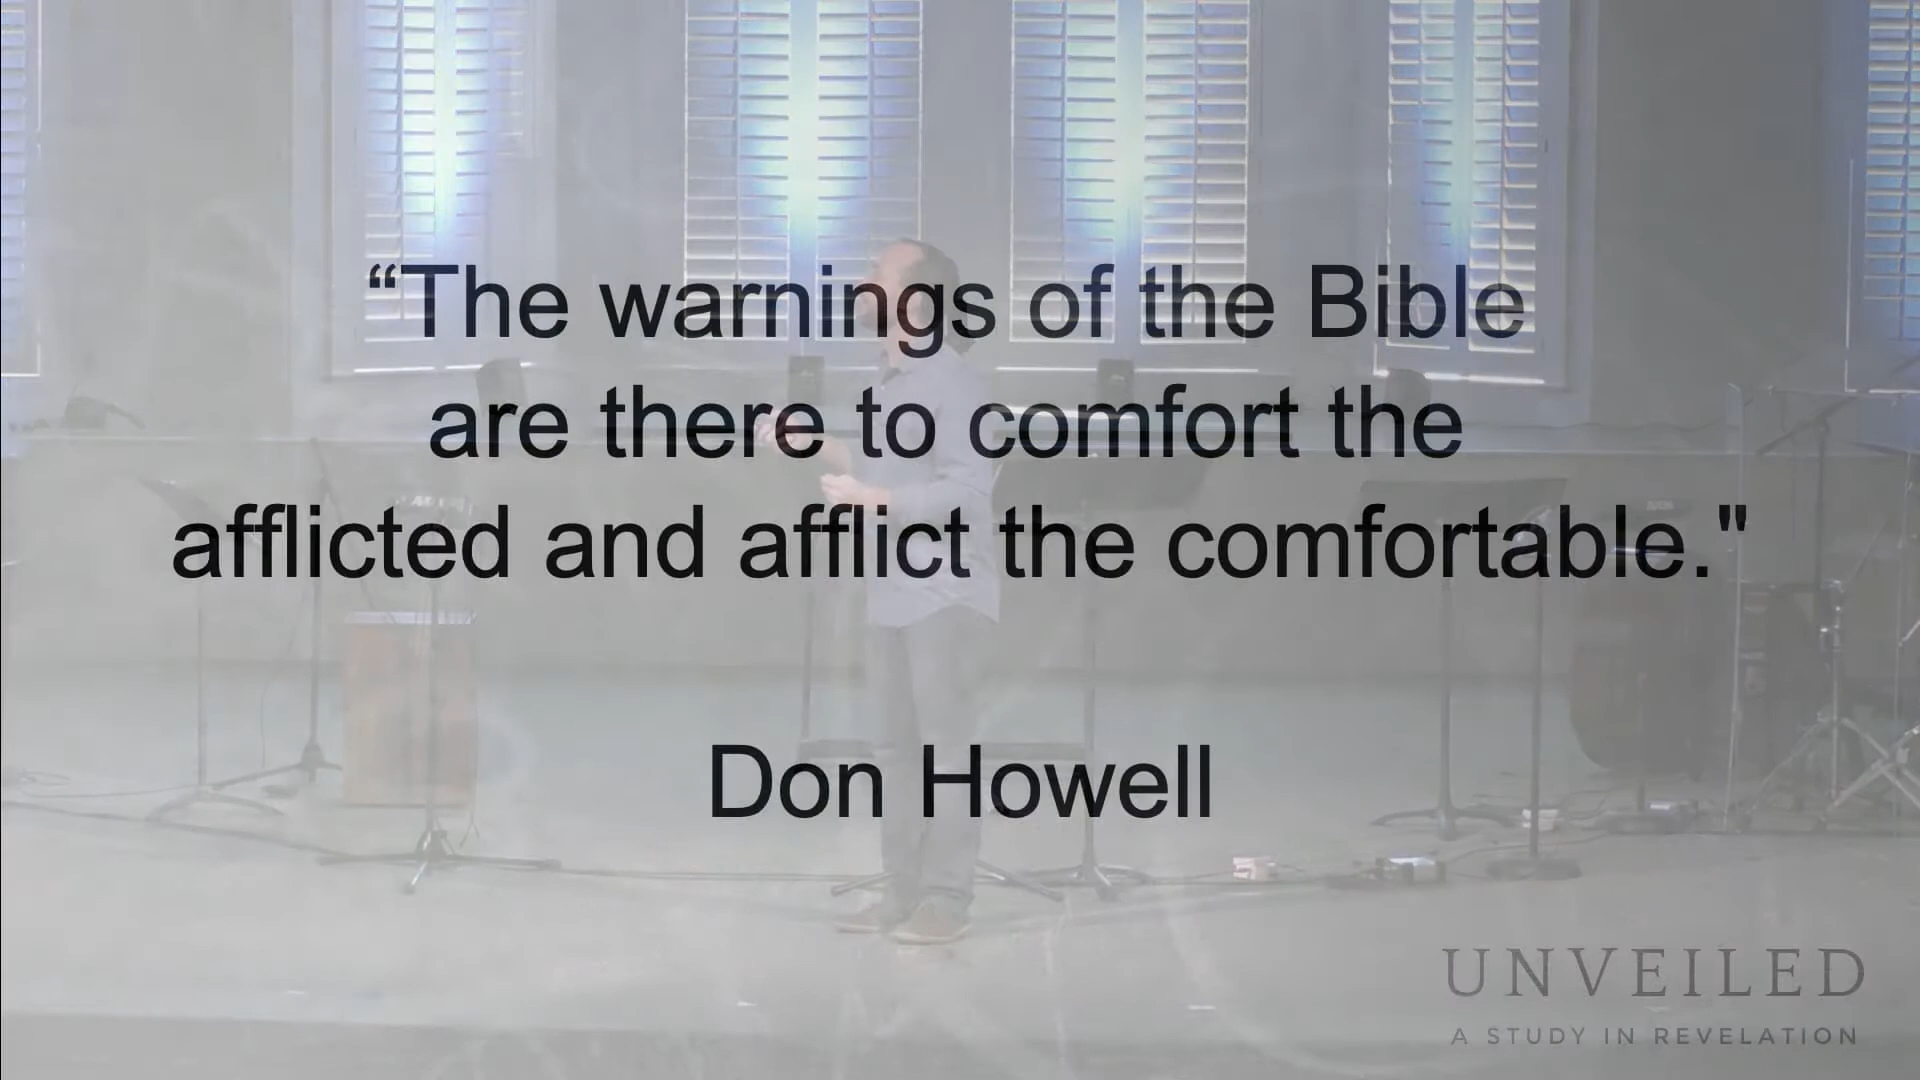 “The warnings of the Bible
are there to comfort the
afflicted and afflict the comfortable."
Don Howell
UNVEILED
A STUDY IN REVELATION